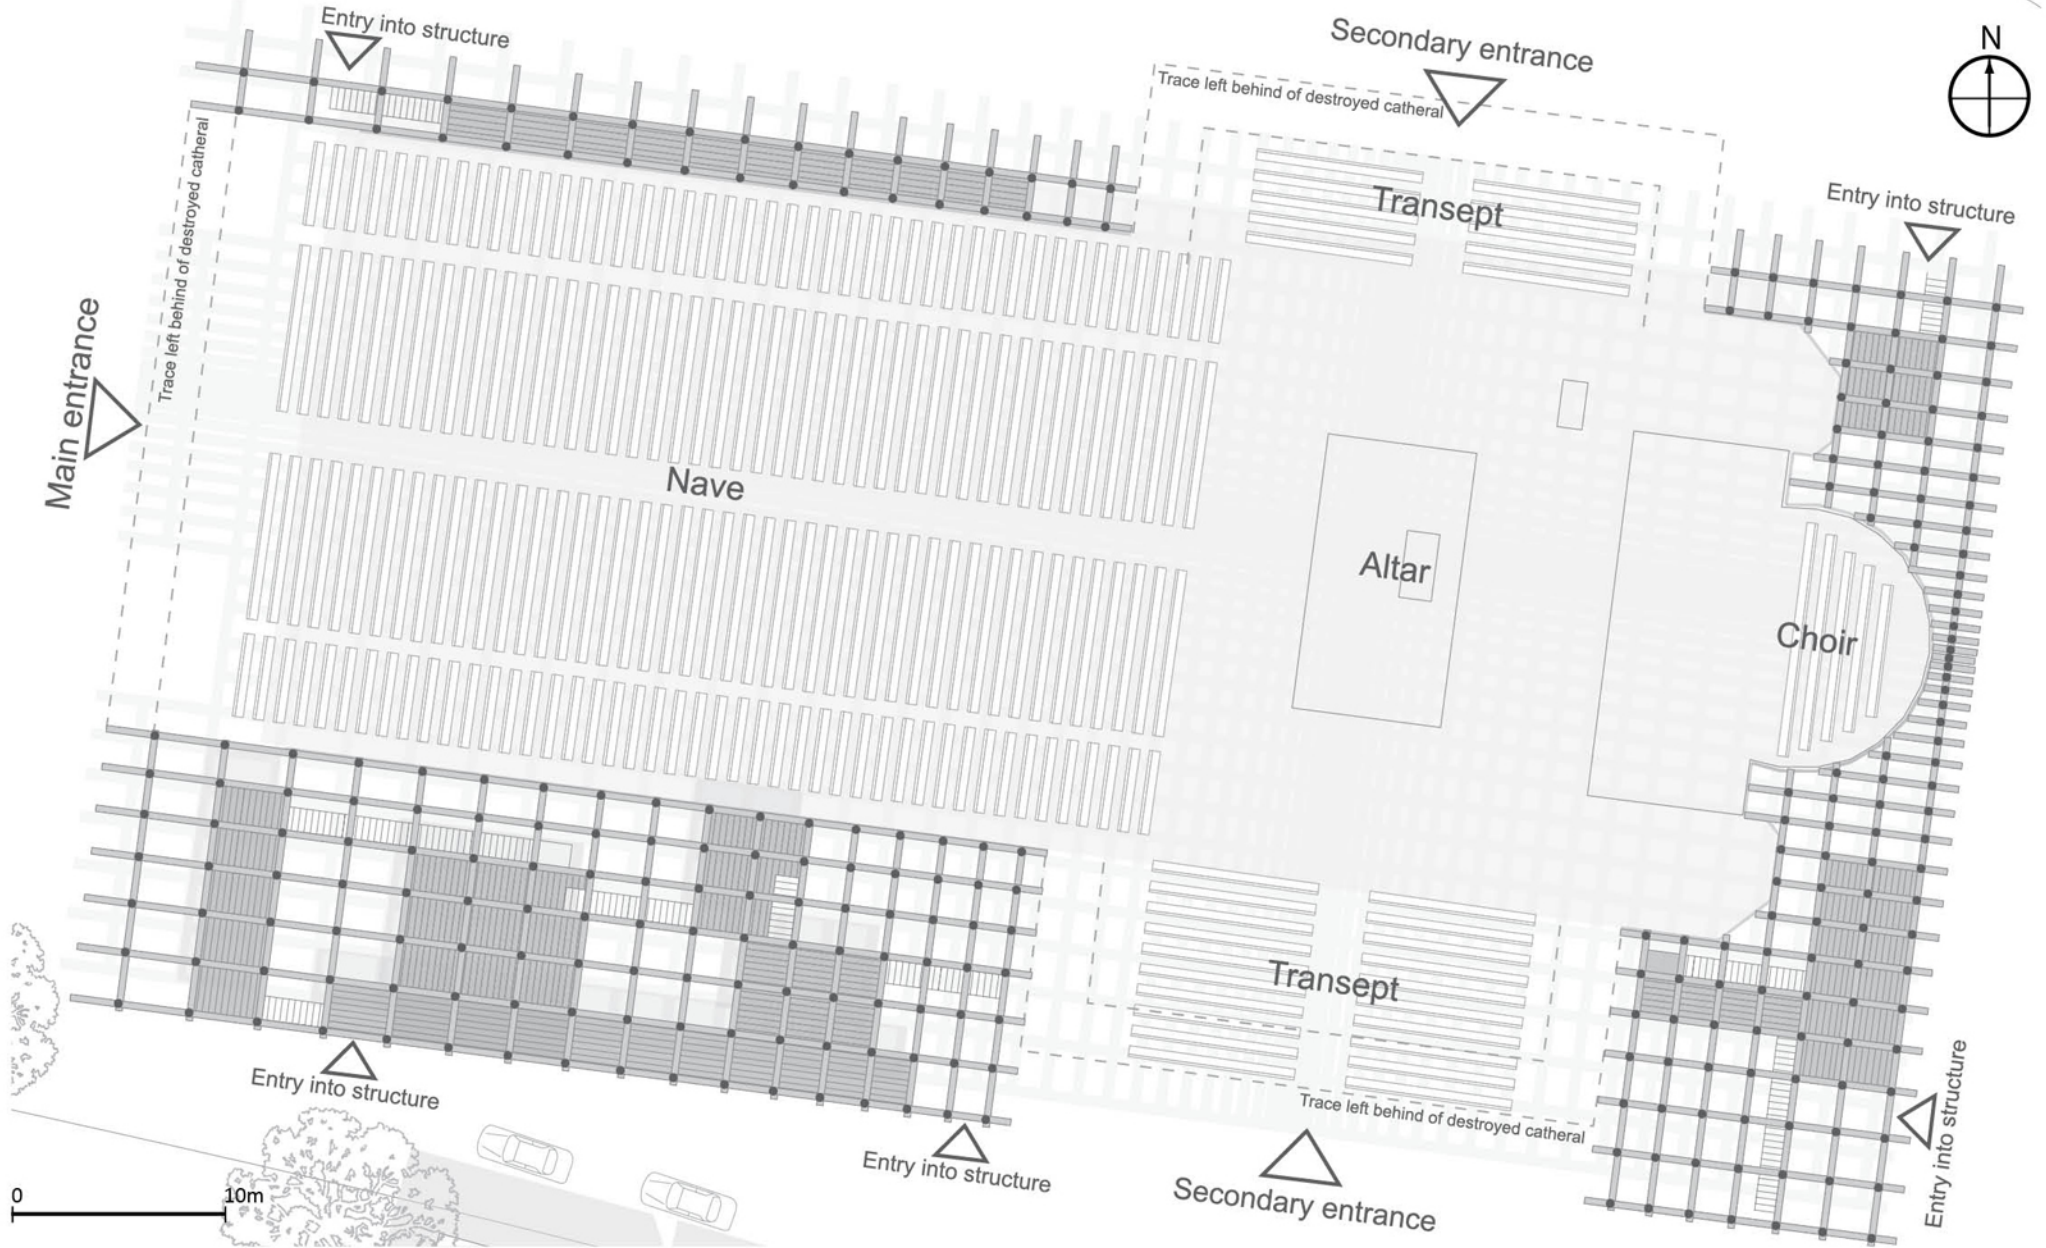 Entry into structure
Secondary entrance
N
Trace left behind of destroyed catheral
Trace left behind of destroyed catheral
Transept
Entry into structure
Main entrance
Nave
Altar
Choir
Transept
Entry into structure
Entry into structure
Trace left behind of destroyed catheral
Entry into structure
Secondary entrance
0 10m